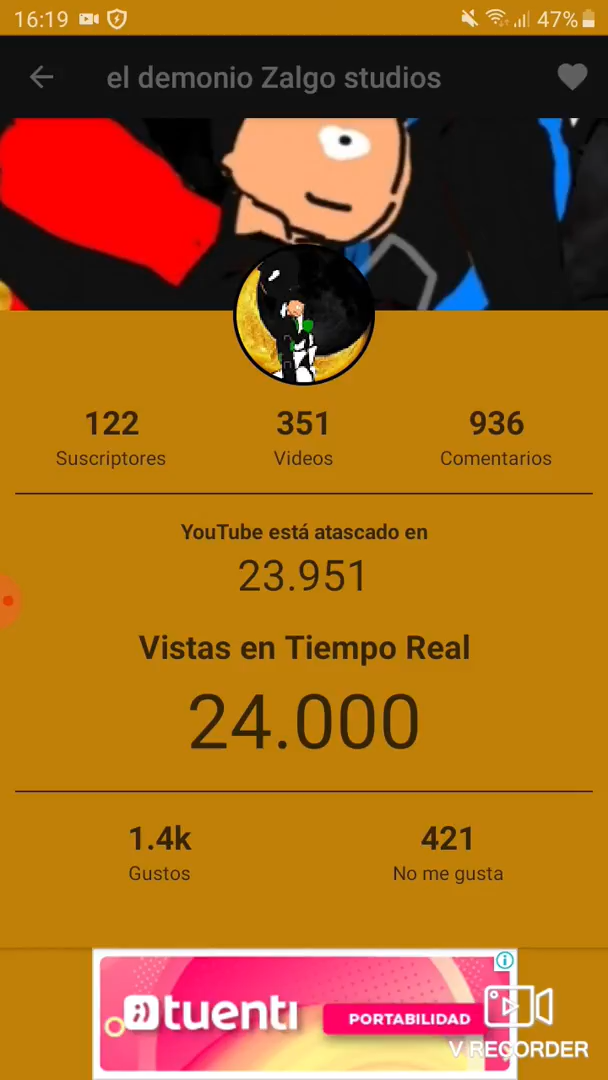 16:19 47%
el demonio Zalgo studios
122 351 936
Suscriptores Videos Comentarios
YouTube está atascado en
23.951
Vistas en Tiempo Real
24.000
1.4k 421
Gustos No me gusta
tuenti PORTABILIDAD
V RECORDER